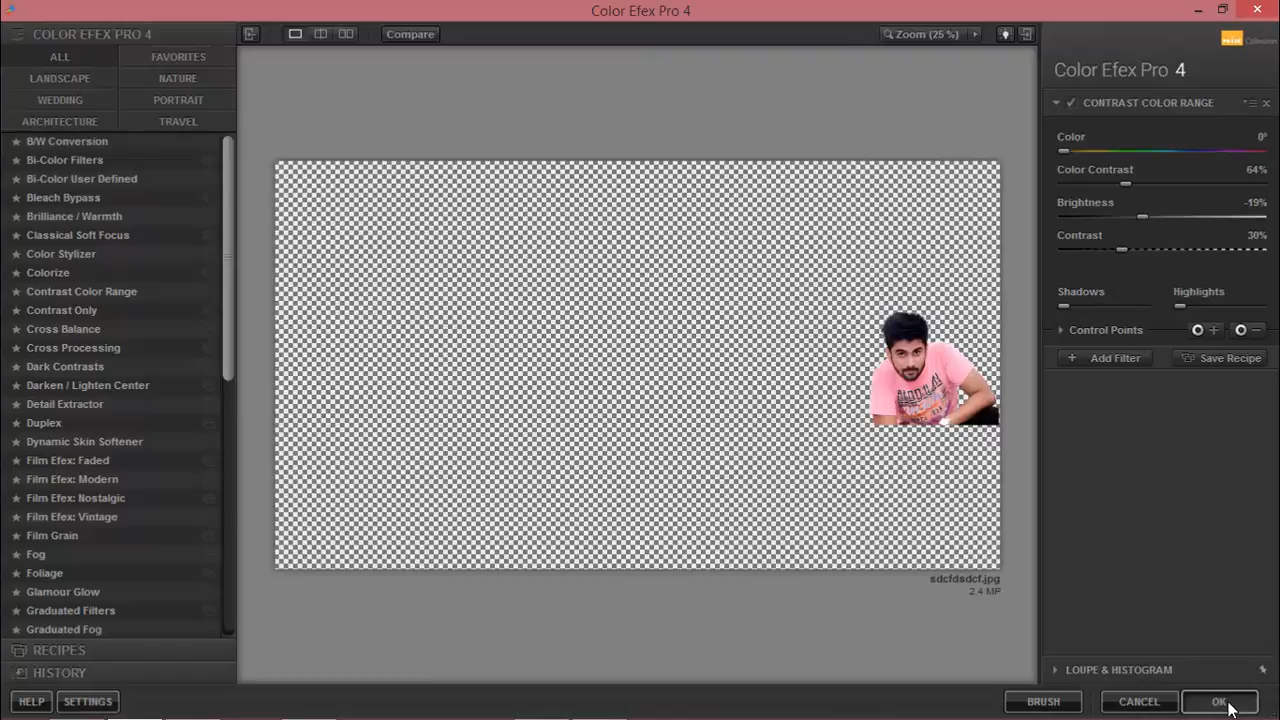 Color Efex Pro 4
COLOR EFEX PRO 4
Compare
Zoom (25 %)
ALL
FAVORITES
LANDSCAPE
NATURE
WEDDING
PORTRAIT
ARCHITECTURE
TRAVEL
B/W Conversion
Bi-Color Filters
Bi-Color User Defined
Bleach Bypass
Brilliance / Warmth
Classical Soft Focus
Color Stylizer
Colorize
Contrast Color Range
Contrast Only
Cross Balance
Cross Processing
Dark Contrasts
Darken / Lighten Center
Detail Extractor
Duplex
Dynamic Skin Softener
Film Efex: Faded
Film Efex: Modern
Film Efex: Nostalgic
Film Efex: Vintage
Film Grain
Fog
Foliage
Glamour Glow
Graduated Filters
Graduated Fog
RECIPES
HISTORY
HELP
SETTINGS
sdcfdsdcf.jpg
2.4 MP
Collection
Color Efex Pro 4
CONTRAST COLOR RANGE
Color 0°
Color Contrast 64%
Brightness -19%
Contrast 30%
Shadows
Highlights
Control Points
Add Filter
Save Recipe
LOUPE & HISTOGRAM
BRUSH
CANCEL
OK